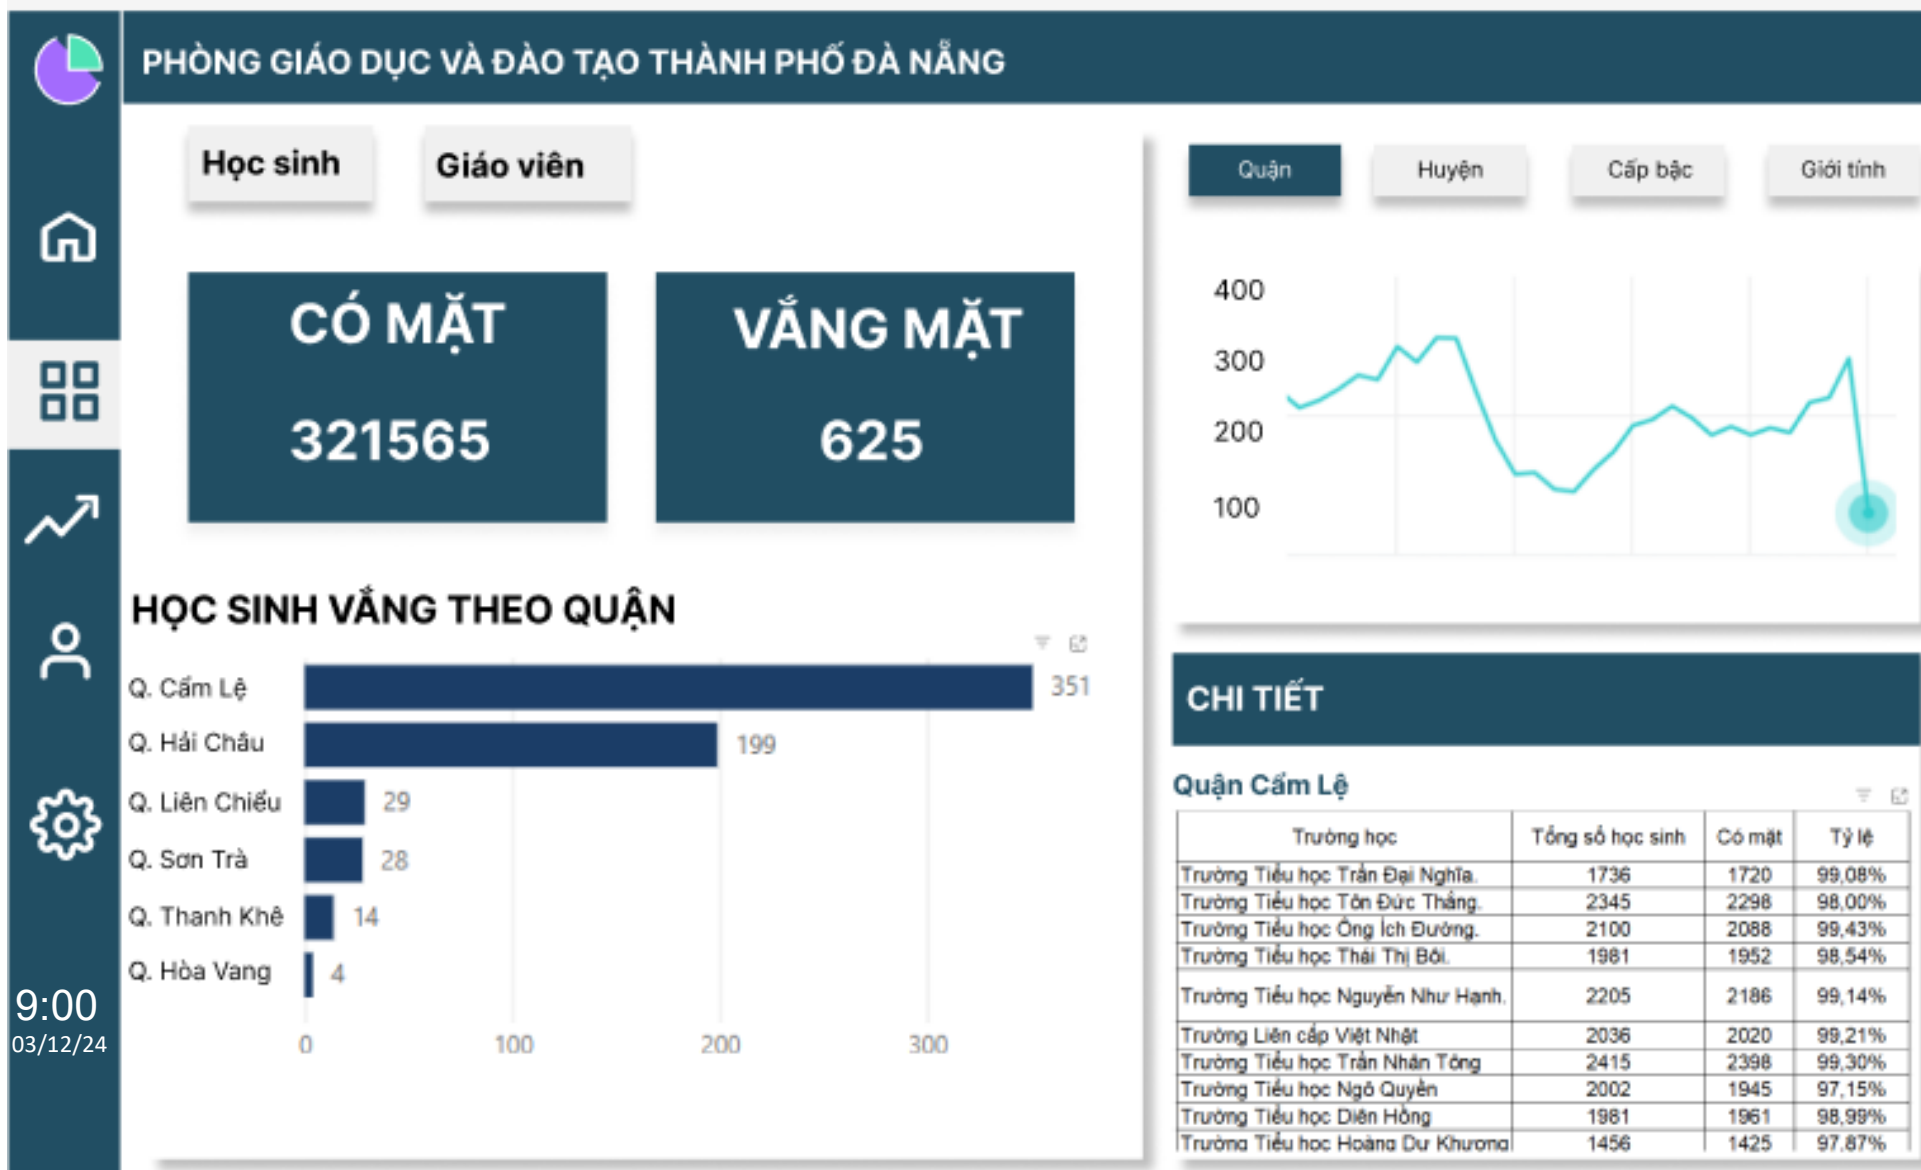 PHÒNG GIÁO DỤC VÀ ĐÀO TẠO THÀNH PHỐ ĐÀ NẴNG
Học sinh Giáo viên
CÓ MẶT
321565
VẮNG MẶT
625
HỌC SINH VẮNG THEO QUẬN
Q. Cẩm Lệ 351
Q. Hải Châu 199
Q. Liên Chiểu 29
Q. Sơn Trà 28
Q. Thanh Khê 14
Q. Hòa Vang 4
0 100 200 300
9:00
03/12/24
Quận Huyện Cấp bậc Giới tính
400
300
200
100
CHI TIẾT
Quận Cẩm Lệ
Trường học Tổng số học sinh Có mặt Tỷ lệ
Trường Tiểu học Trần Đại Nghĩa. 1736 1720 99,08%
Trường Tiểu học Tôn Đức Thắng. 2345 2298 98,00%
Trường Tiểu học Ông Ích Đường. 2100 2088 99,43%
Trường Tiểu học Thái Thị Bôi. 1981 1952 98,54%
Trường Tiểu học Nguyễn Như Hạnh. 2205 2186 99,14%
Trường Liên cấp Việt Nhật 2036 2020 99,21%
Trường Tiểu học Trần Nhân Tông 2415 2398 99,30%
Trường Tiểu học Ngô Quyền 2002 1945 97,15%
Trường Tiểu học Diên Hồng 1981 1961 98,99%
Trường Tiểu học Hoàng Dư Khương 1456 1425 97,87%